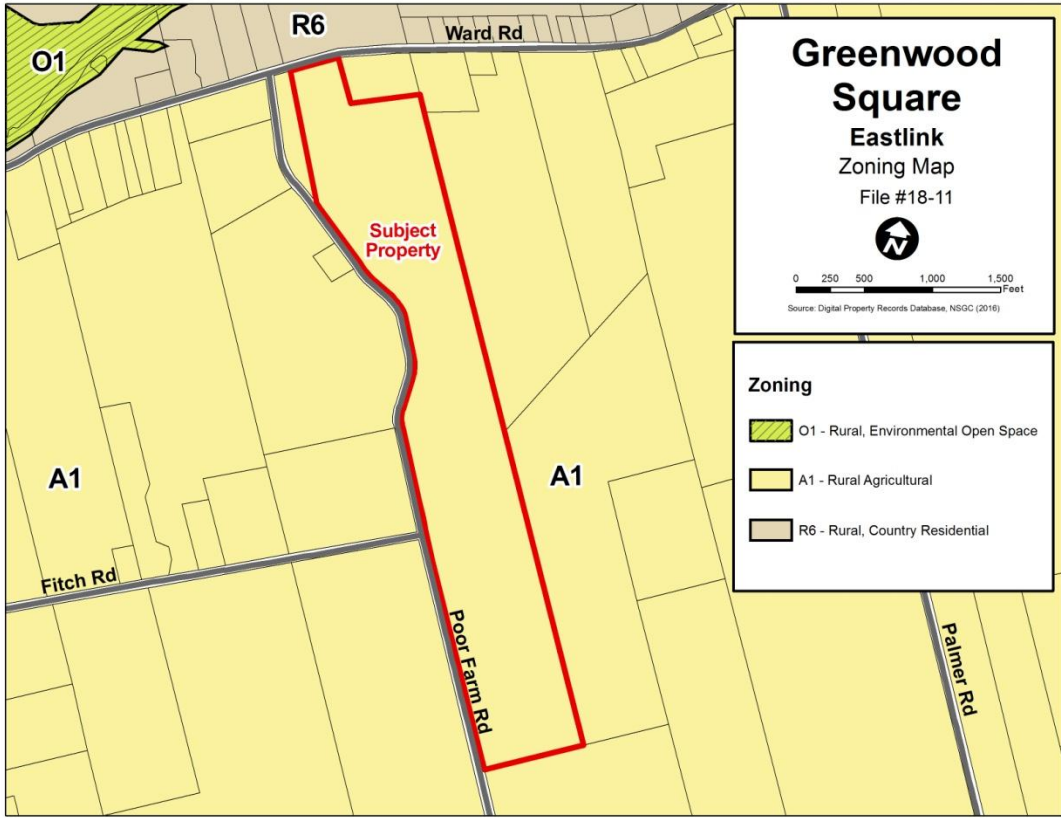 O1
R6
Ward Rd
Subject
Property
A1
A1
Fitch Rd
Poor Farm Rd
Palmer Rd
Greenwood
Square
Eastlink
Zoning Map
File #18-11
N
0 250 500 1,000 1,500
Feet
Source: Digital Property Records Database, NSGC (2016)
Zoning
O1 - Rural, Environmental Open Space
A1 - Rural Agricultural
R6 - Rural, Country Residential